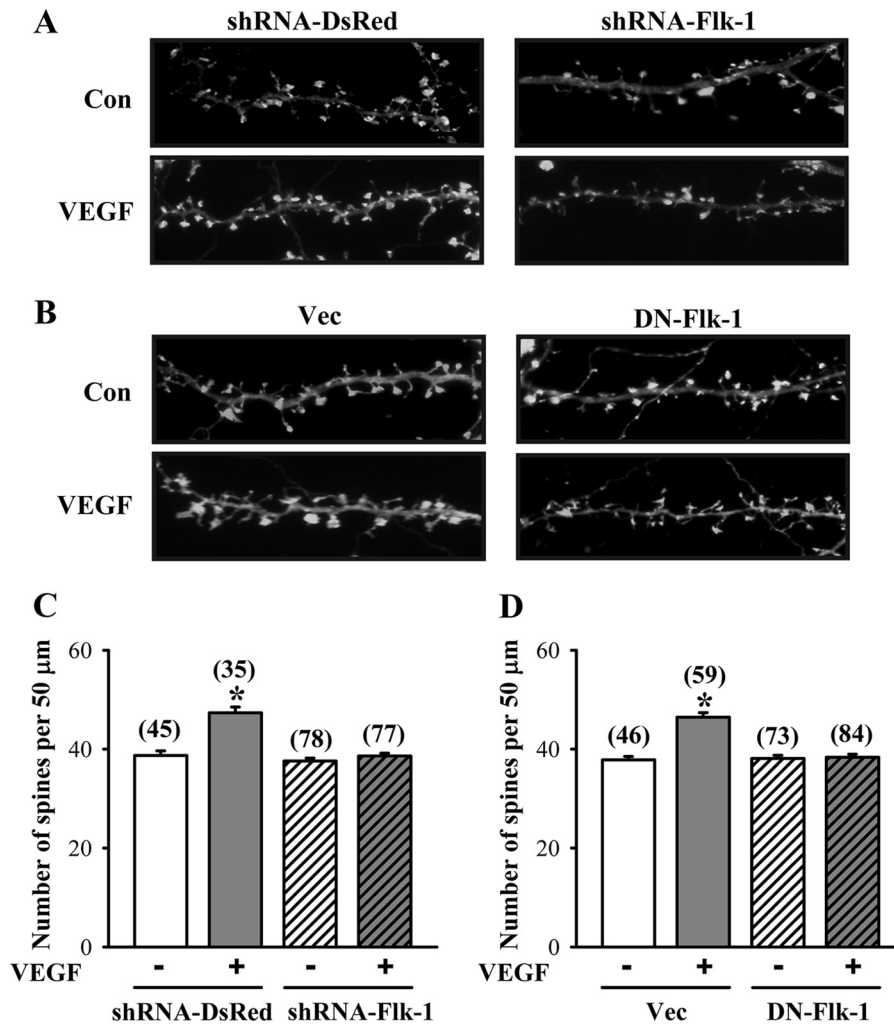 A
shRNA-DsRed shRNA-Flk-1
Con
VEGF
B
Vec DN-Flk-1
Con
VEGF
C
Number of spines per 50 μm
60
40
20
0
(45) (35) (78) (77)
*
VEGF - + - +
shRNA-DsRed shRNA-Flk-1
D
Number of spines per 50 μm
60
40
20
0
(46) (59) (73) (84)
*
VEGF - + - +
Vec DN-Flk-1